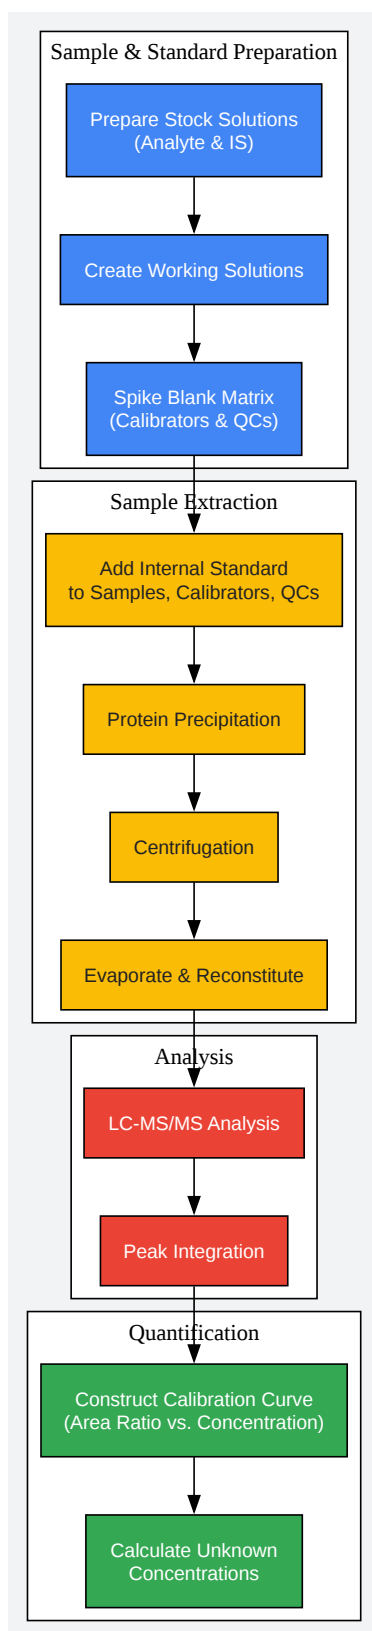 Sample & Standard Preparation
Prepare Stock Solutions
(Analyte & IS)
Create Working Solutions
Spike Blank Matrix
(Calibrators & QCs)
Sample Extraction
Add Internal Standard
to Samples, Calibrators, QCs
Protein Precipitation
Centrifugation
Evaporate & Reconstitute
Analysis
LC-MS/MS Analysis
Peak Integration
Quantification
Construct Calibration Curve
(Area Ratio vs. Concentration)
Calculate Unknown
Concentrations